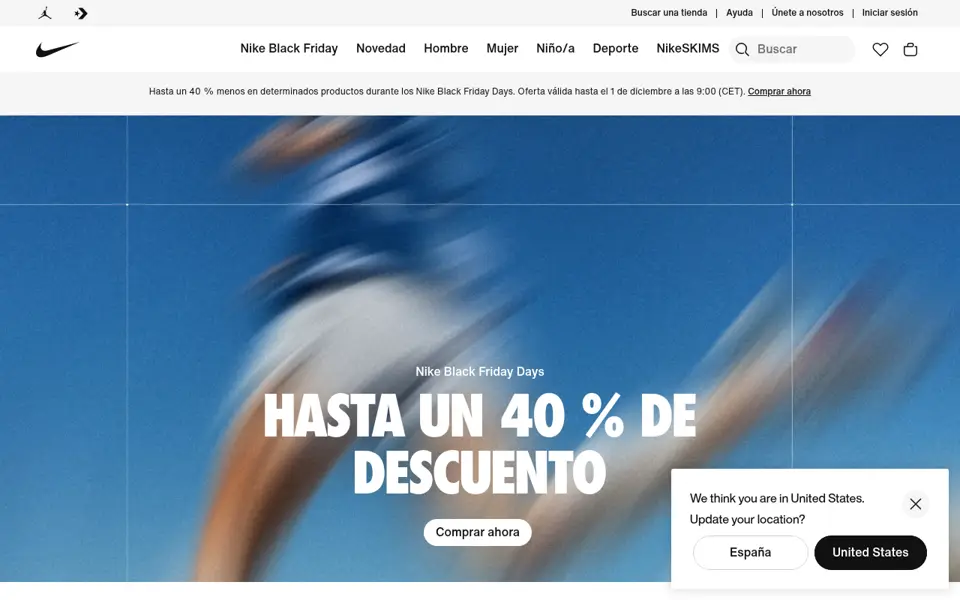 Buscar una tienda | Ayuda | Únete a nosotros | Iniciar sesión
Nike Black Friday Novedad Hombre Mujer Niño/a Deporte NikeSKIMS Buscar
Hasta un 40 % menos en determinados productos durante los Nike Black Friday Days. Oferta válida hasta el 1 de diciembre a las 9:00 (CET). Comprar ahora
Nike Black Friday Days
HASTA UN 40 % DE
DESCUENTO
Comprar ahora
We think you are in United States.
Update your location?
España United States